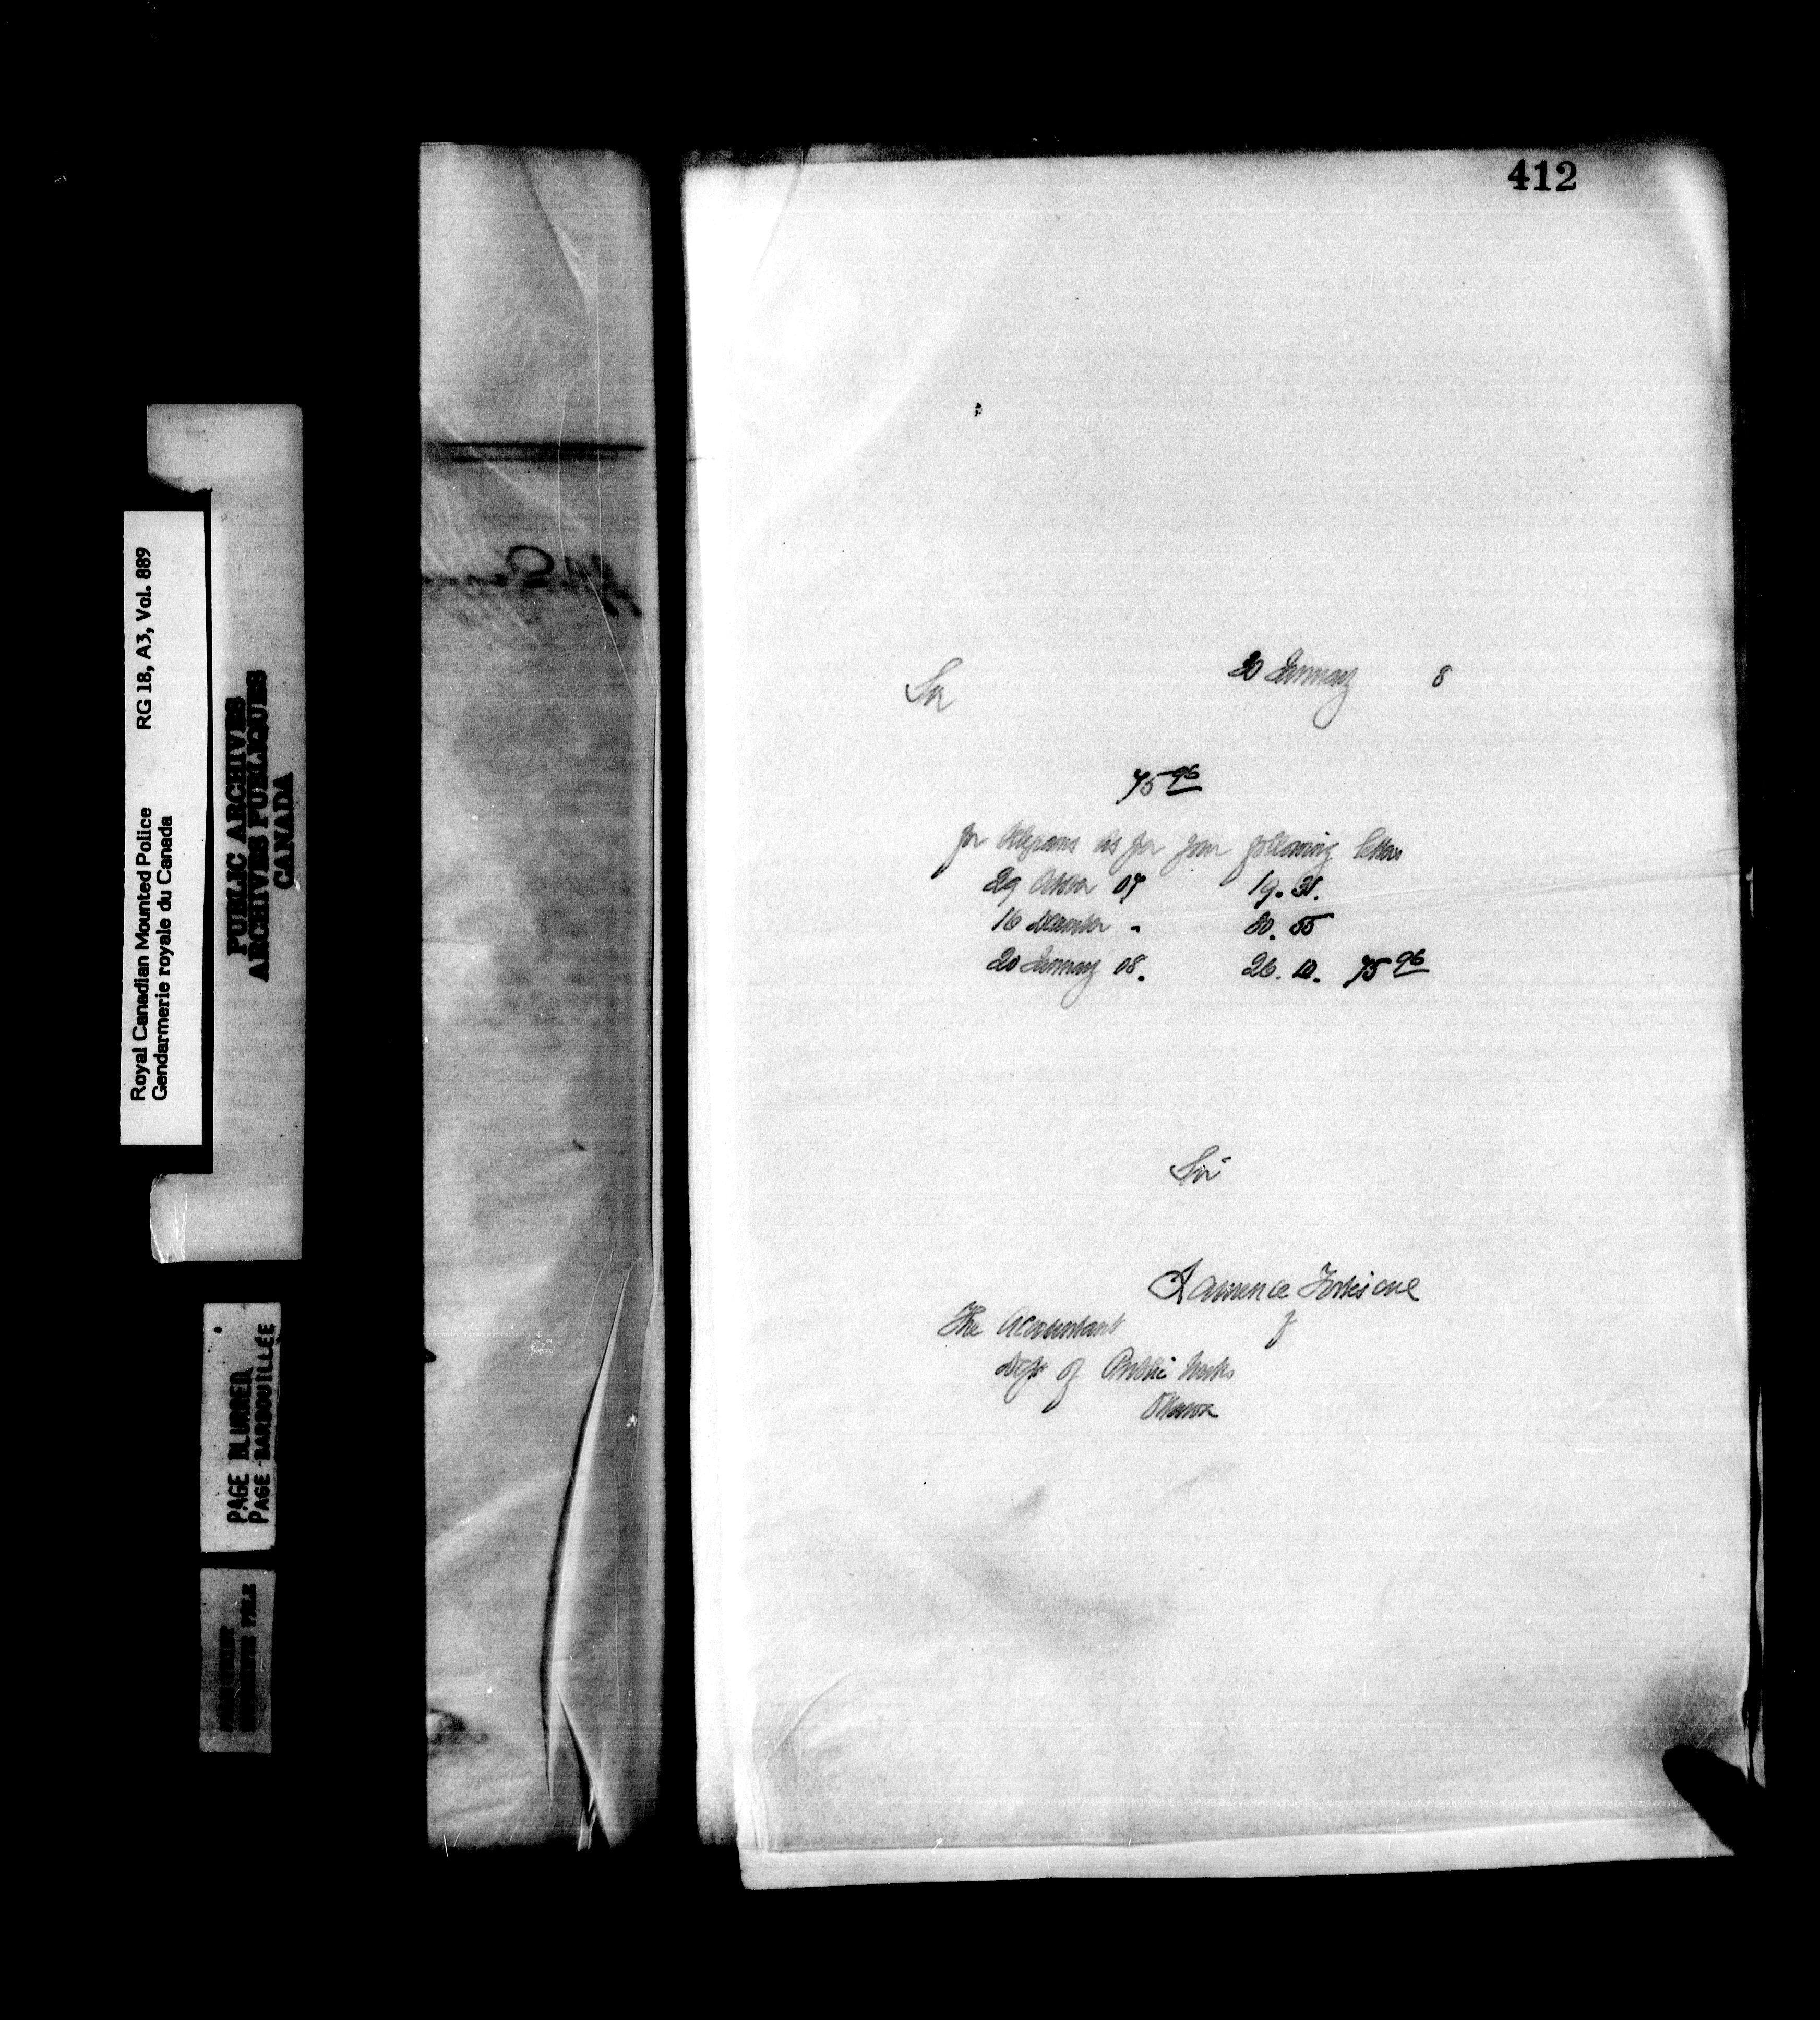 412
Royal Canadian Mounted Police RG 18, A3, Vol. 889
Gendarmerie royale du Canada
PUBLIC ARCHIVES
ARCHIVES PUBLIQUES
CANADA
PAGE BLURRED
PAGE BARBOUILLÉE
20 January 8
Sir
75 96
for telegrams as per your following letters
29 October 07 19.31.
16 December " 30.55
20 January 08. 26.10. 75 96
Sir
Lawrence Fortescue
The Accountant
Dept of Public Works
Ottawa